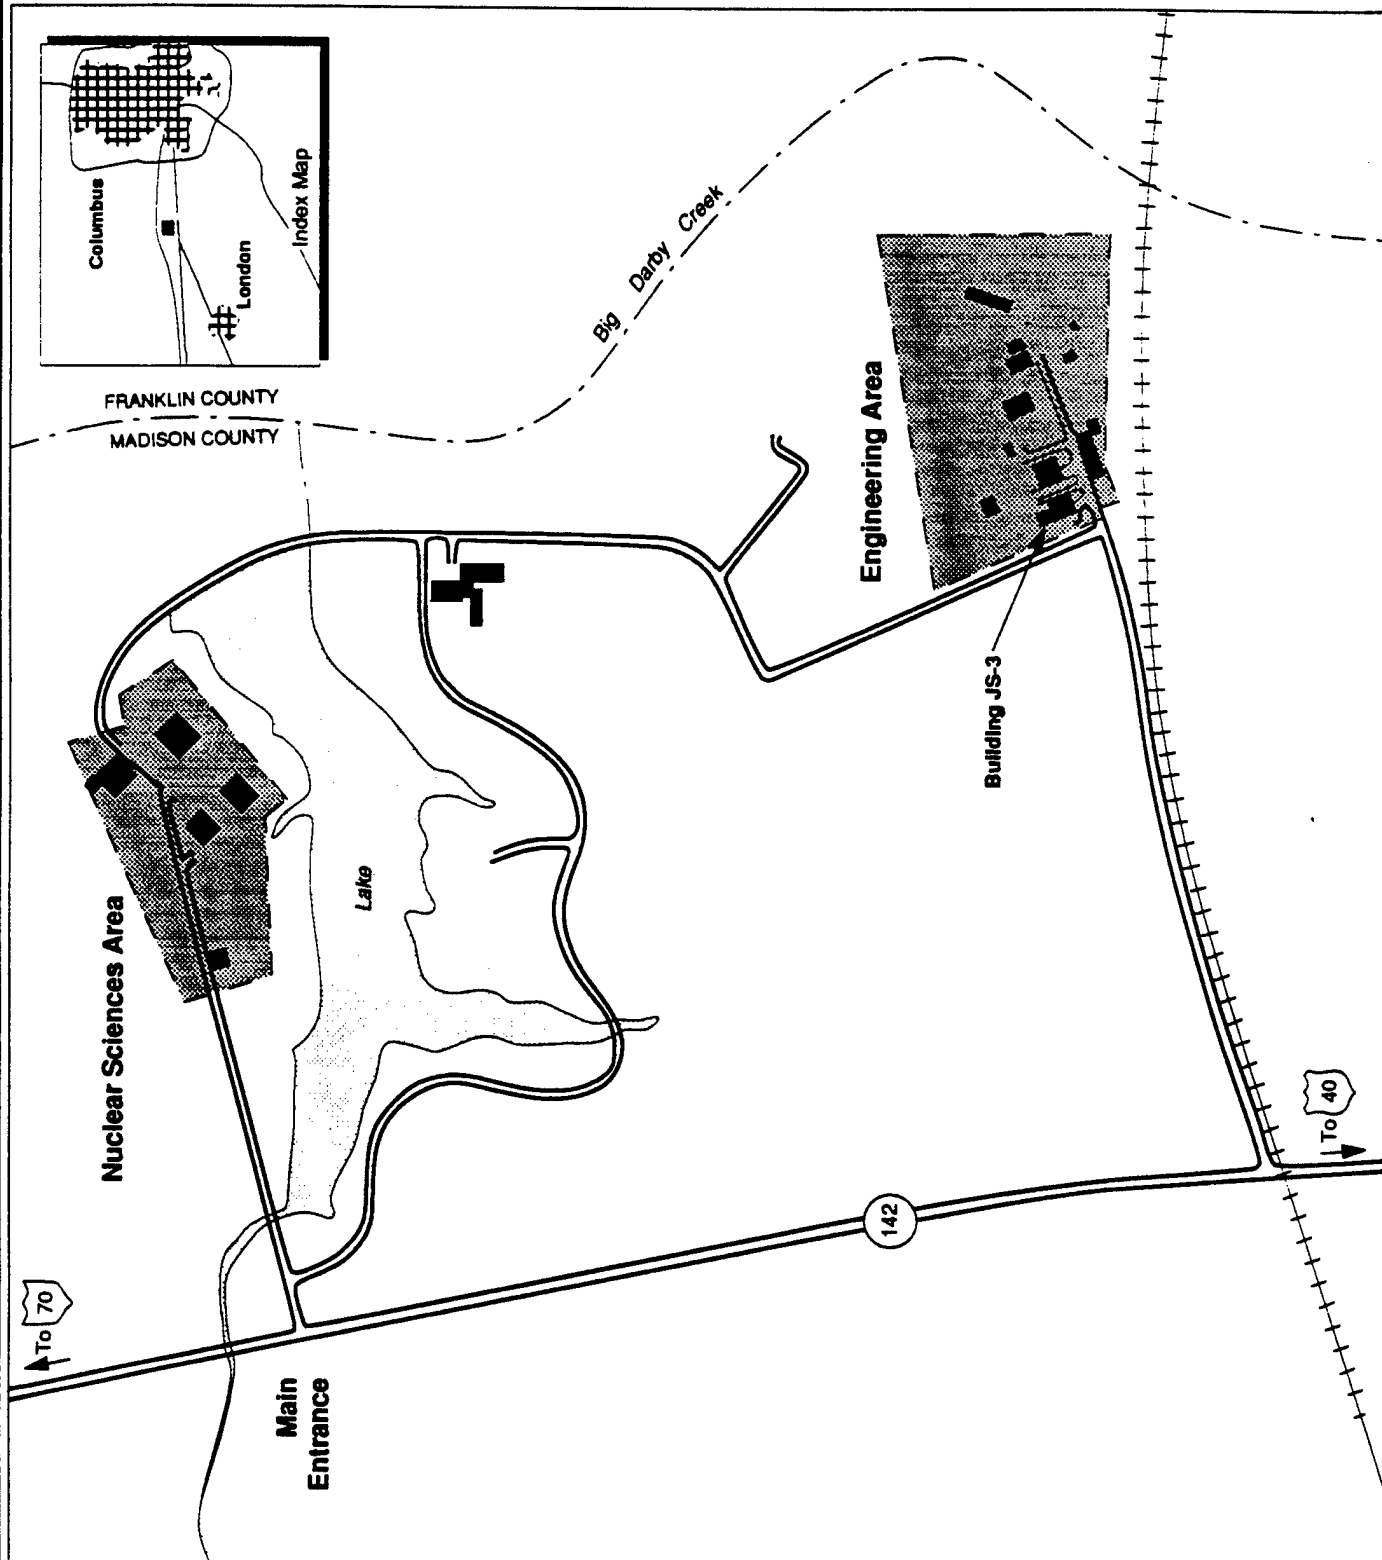 Columbus
London
Index Map
FRANKLIN COUNTY
MADISON COUNTY
Big Darby Creek
Engineering Area
Building JS-3
Nuclear Sciences Area
Lake
To 70
Main
Entrance
142
To 40